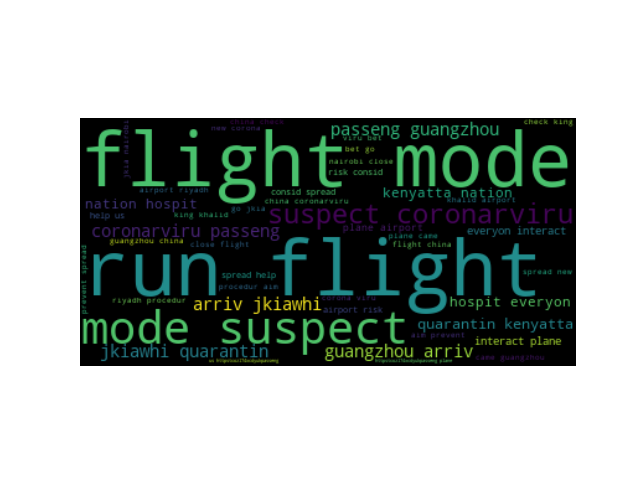 china check
check king
new corona
jkia nairobi
passeng guangzhou
flight mode
viru bet
bet go
nairobi close
risk consid
airport riyadh
consid spread
kenyatta nation
khalid airport
nation hospit
china coronaviru
go jkia
help us
king khalid
suspect coronarviru
coronarviru passeng
plane airport
everyon interact
plane came
guangzhou china
close flight
flight china
run flight
prevent spread
spread help
spread new
procedur aim
riyadh procedur
arriv jkiawhi
corona viru
airport risk
hospit everyon
mode suspect
quarantin kenyatta
aim prevent
interact plane
jkiawhi quarantin
guangzhou arriv
came guangzhou